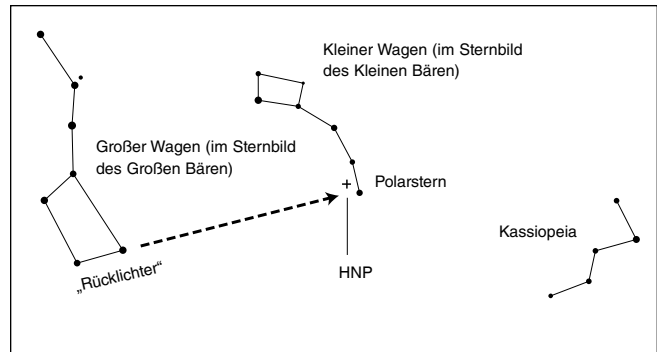 Kleiner Wagen (im Sternbild
des Kleinen Bären)
Großer Wagen (im Sternbild
des Großen Bären)
Polarstern
Kassiopeia
„Rücklichter“
HNP